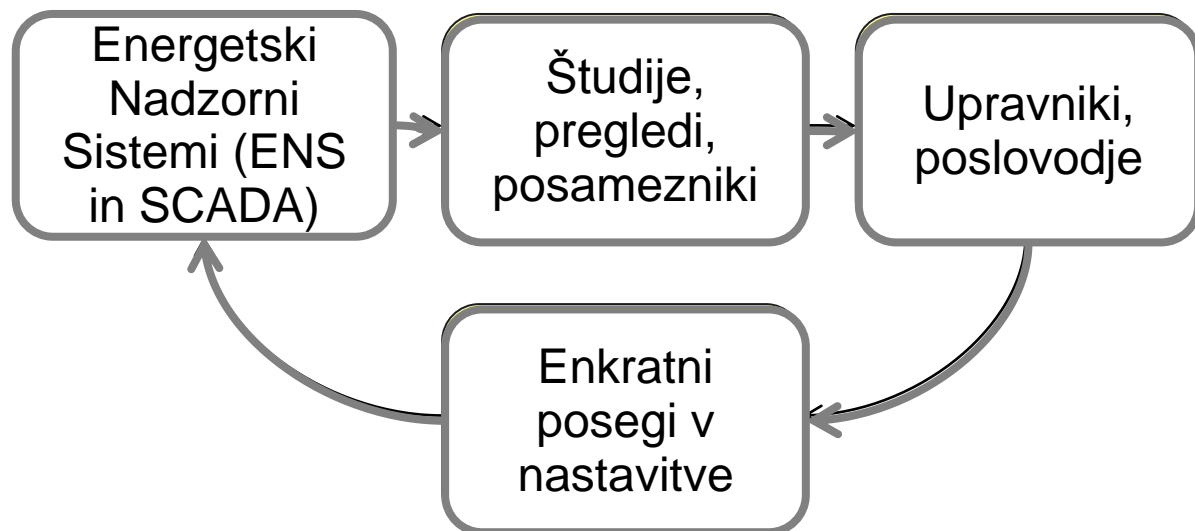 Energetski
Nadzorni
Sistemi (ENS
in SCADA)
Študije,
pregledi,
posamezniki
Upravniki,
poslovodje
Enkratni
posegi v
nastavitve